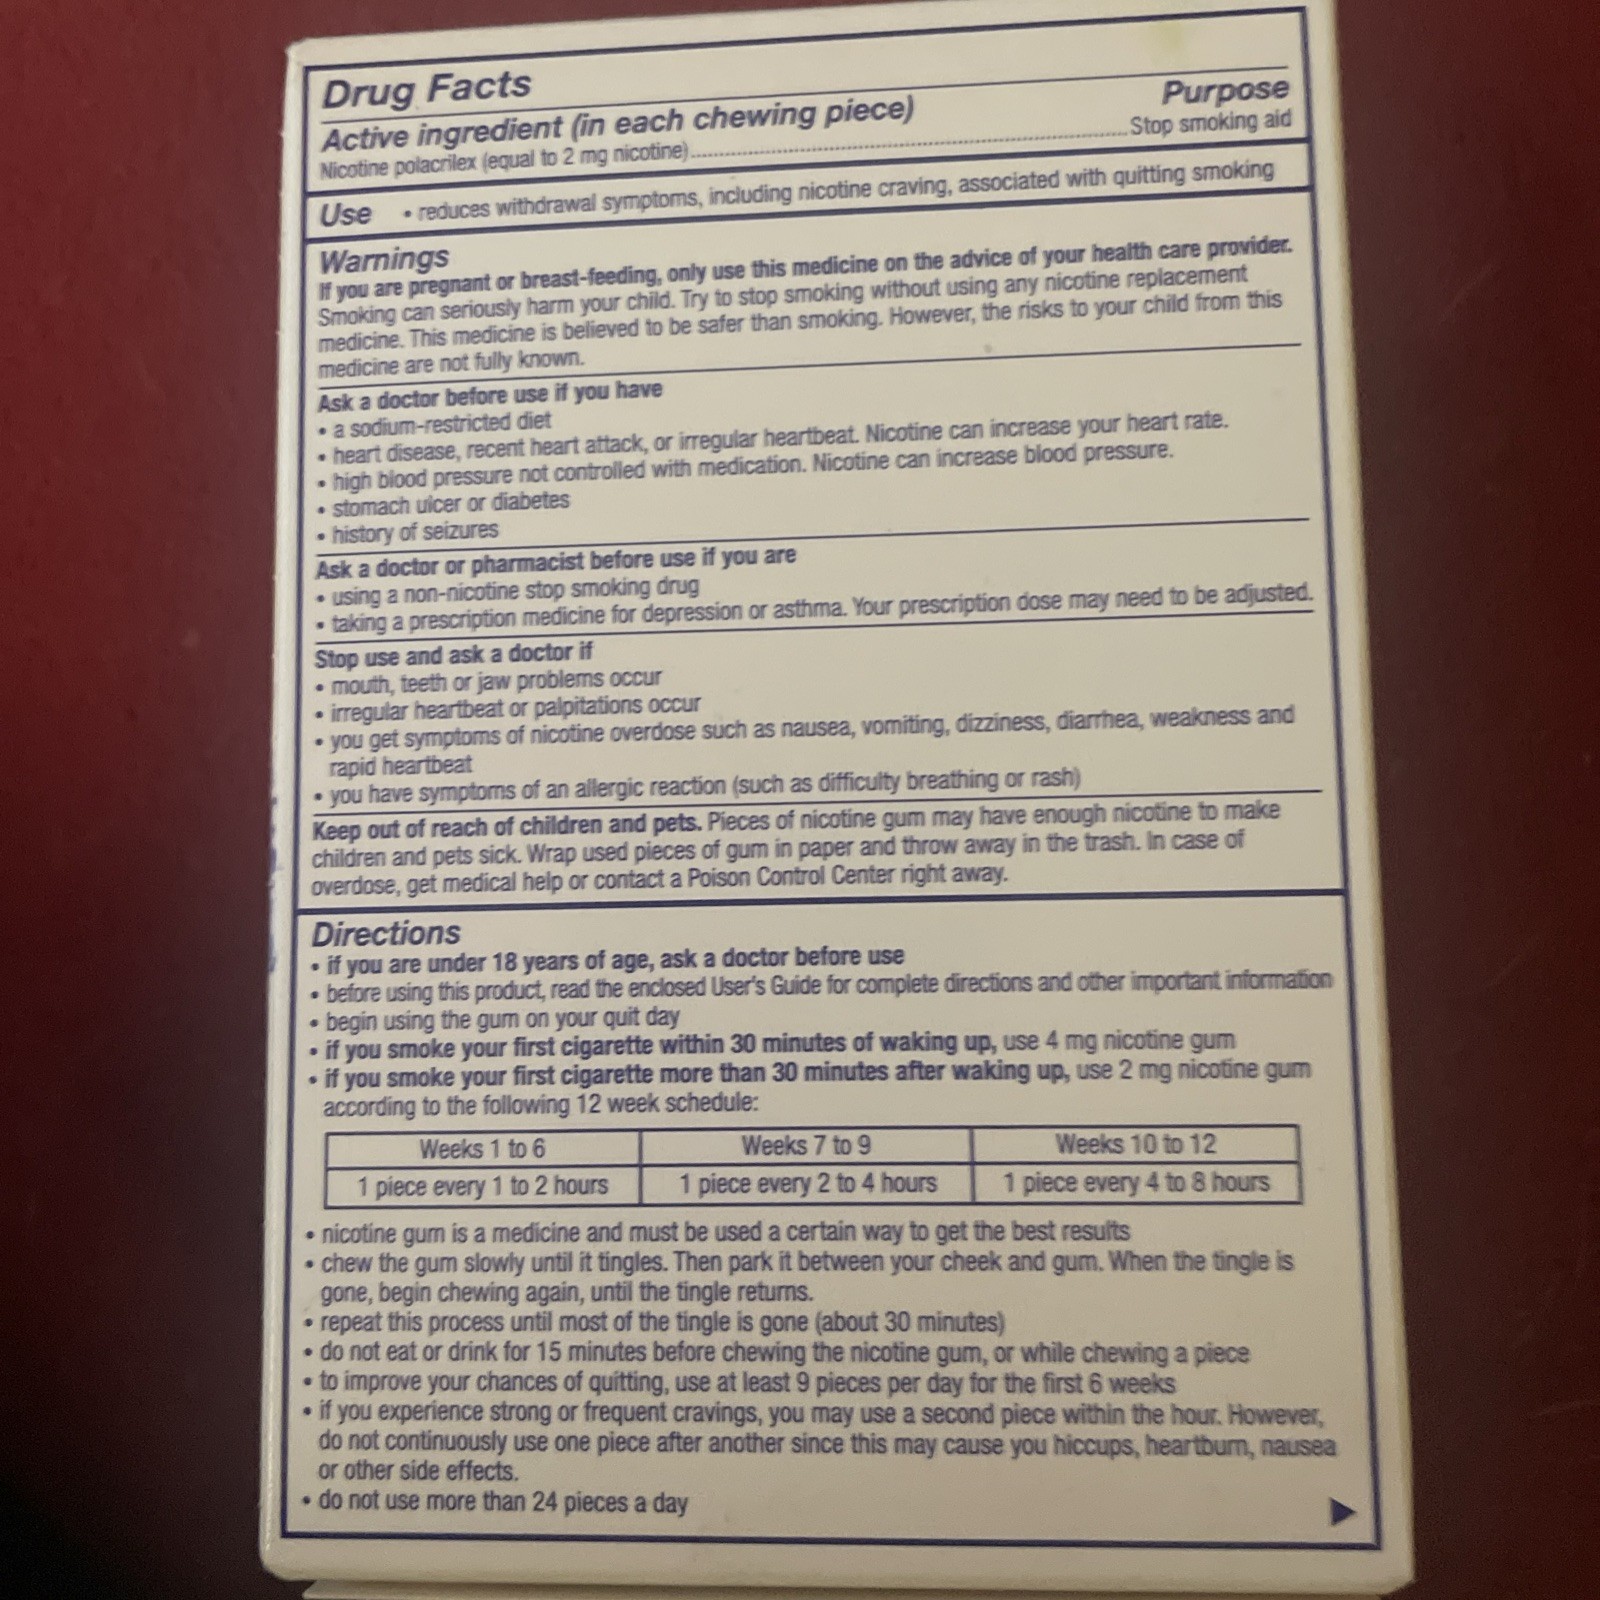 Drug Facts
Active ingredient (in each chewing piece) Purpose
Nicotine polacrilex (equal to 2 mg nicotine)............................................................Stop smoking aid
Use • reduces withdrawal symptoms, including nicotine craving, associated with quitting smoking
Warnings
If you are pregnant or breast-feeding, only use this medicine on the advice of your health care provider.
Smoking can seriously harm your child. Try to stop smoking without using any nicotine replacement
medicine. This medicine is believed to be safer than smoking. However, the risks to your child from this
medicine are not fully known.
Ask a doctor before use if you have
• a sodium-restricted diet
• heart disease, recent heart attack, or irregular heartbeat. Nicotine can increase your heart rate.
• high blood pressure not controlled with medication. Nicotine can increase blood pressure.
• stomach ulcer or diabetes
• history of seizures
Ask a doctor or pharmacist before use if you are
• using a non-nicotine stop smoking drug
• taking a prescription medicine for depression or asthma. Your prescription dose may need to be adjusted.
Stop use and ask a doctor if
• mouth, teeth or jaw problems occur
• irregular heartbeat or palpitations occur
• you get symptoms of nicotine overdose such as nausea, vomiting, dizziness, diarrhea, weakness and
rapid heartbeat
• you have symptoms of an allergic reaction (such as difficulty breathing or rash)
Keep out of reach of children and pets. Pieces of nicotine gum may have enough nicotine to make
children and pets sick. Wrap used pieces of gum in paper and throw away in the trash. In case of
overdose, get medical help or contact a Poison Control Center right away.
Directions
• if you are under 18 years of age, ask a doctor before use
• before using this product, read the enclosed User's Guide for complete directions and other important information
• begin using the gum on your quit day
• if you smoke your first cigarette within 30 minutes of waking up, use 4 mg nicotine gum
• if you smoke your first cigarette more than 30 minutes after waking up, use 2 mg nicotine gum
according to the following 12 week schedule:
Weeks 1 to 6 Weeks 7 to 9 Weeks 10 to 12
1 piece every 1 to 2 hours 1 piece every 2 to 4 hours 1 piece every 4 to 8 hours
• nicotine gum is a medicine and must be used a certain way to get the best results
• chew the gum slowly until it tingles. Then park it between your cheek and gum. When the tingle is
gone, begin chewing again, until the tingle returns.
• repeat this process until most of the tingle is gone (about 30 minutes)
• do not eat or drink for 15 minutes before chewing the nicotine gum, or while chewing a piece
• to improve your chances of quitting, use at least 9 pieces per day for the first 6 weeks
• if you experience strong or frequent cravings, you may use a second piece within the hour. However,
do not continuously use one piece after another since this may cause you hiccups, heartburn, nausea
or other side effects.
• do not use more than 24 pieces a day